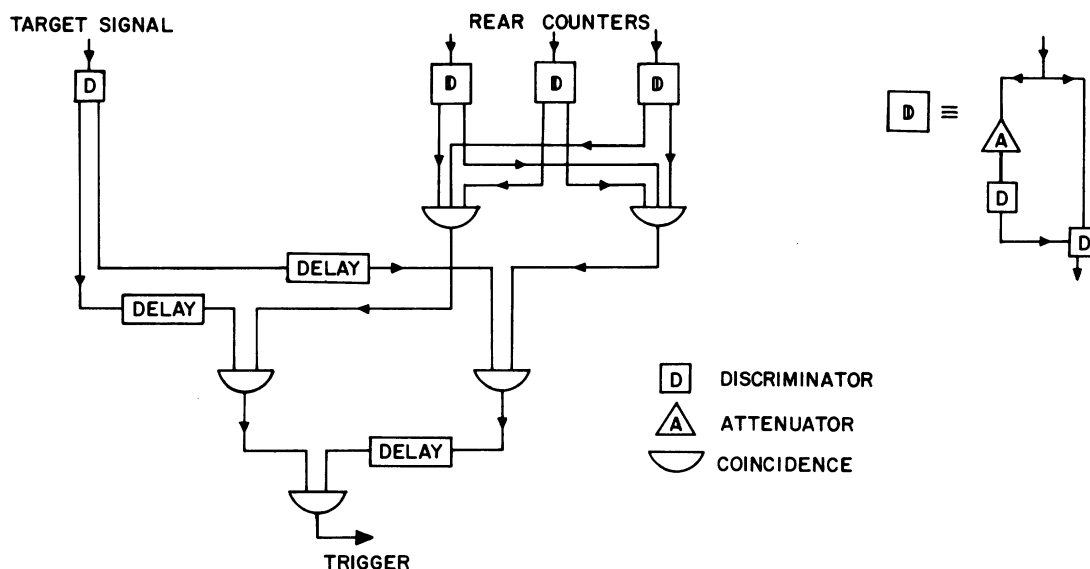 TARGET SIGNAL
REAR COUNTERS
D
D
D
D
D ≡
A
D
D
DELAY
DELAY
D DISCRIMINATOR
A ATTENUATOR
COINCIDENCE
DELAY
TRIGGER